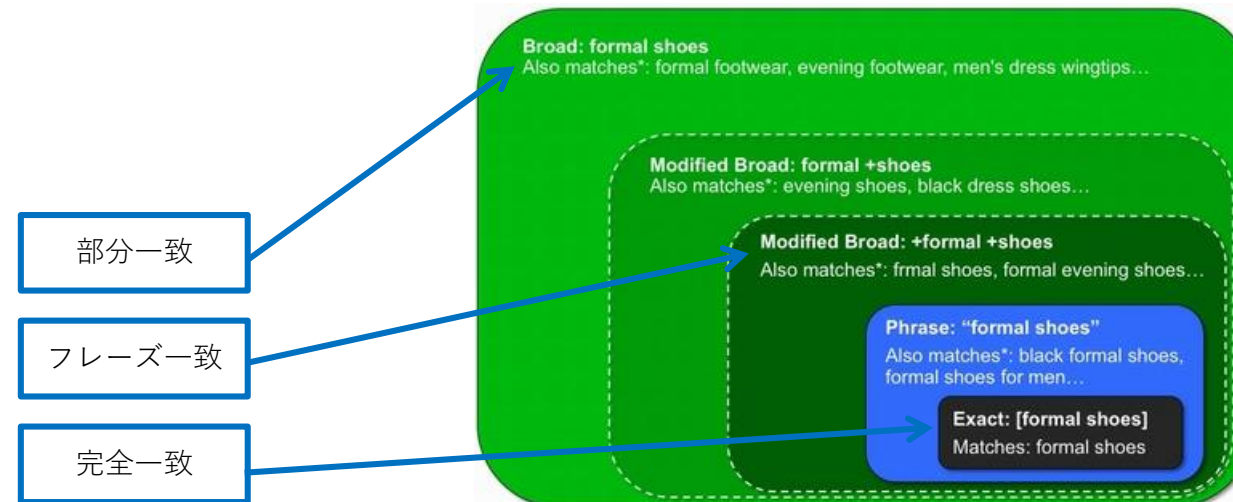 Broad: formal shoes
Also matches*: formal footwear, evening footwear, men's dress wingtips…
Modified Broad: formal +shoes
Also matches*: evening shoes, black dress shoes…
部分一致
Modified Broad: +formal +shoes
Also matches*: frmal shoes, formal evening shoes…
フレーズ一致
Phrase: “formal shoes”
Also matches*: black formal shoes,
formal shoes for men…
完全一致
Exact: [formal shoes]
Matches: formal shoes